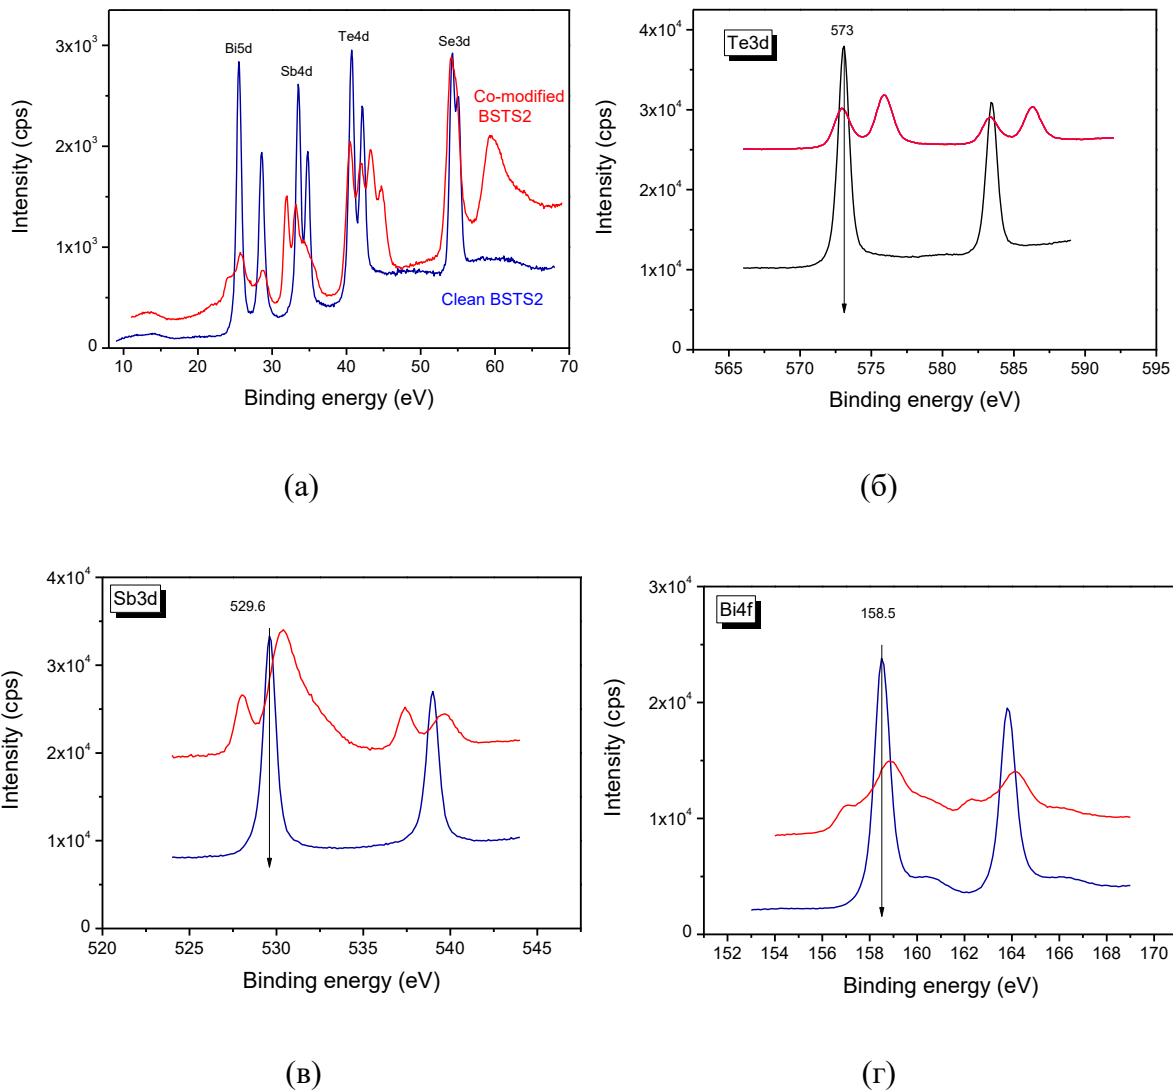 3x10³
2x10³
1x10³
0
Intensity (cps)
Bi5d
Sb4d
Te4d
Se3d
Co-modified
BSTS2
Clean BSTS2
10 20 30 40 50 60 70
Binding energy (eV)
(а)
Te3d
573
4x10⁴
3x10⁴
2x10⁴
1x10⁴
0
Intensity (cps)
565 570 575 580 585 590 595
Binding energy (eV)
(б)
Sb3d
529.6
4x10⁴
3x10⁴
2x10⁴
1x10⁴
0
Intensity (cps)
520 525 530 535 540 545
Binding energy (eV)
(в)
Bi4f
158.5
3x10⁴
2x10⁴
1x10⁴
0
Intensity (cps)
152 154 156 158 160 162 164 166 168 170
Binding energy (eV)
(г)